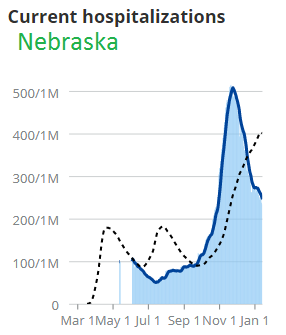 Current hospitalizations
Nebraska
500/1M
400/1M
300/1M
200/1M
100/1M
0
Mar 1 May 1 Jul 1 Sep 1 Nov 1 Jan 1